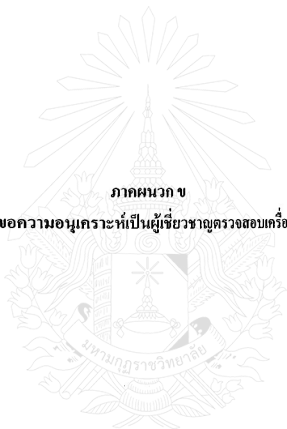 ภาคผนวก ข
ขอความอนุเคราะห์เป็นผู้เชี่ยวชาญตรวจสอบเครื่อ
มหามกุฏราชวิทยาลัย